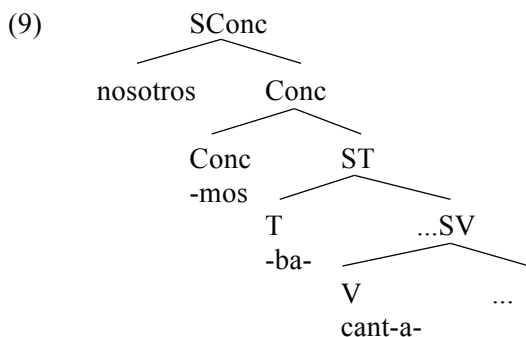 (9) SConc
nosotros Conc
Conc ST
-mos
T ...SV
-ba-
V ...
cant-a-